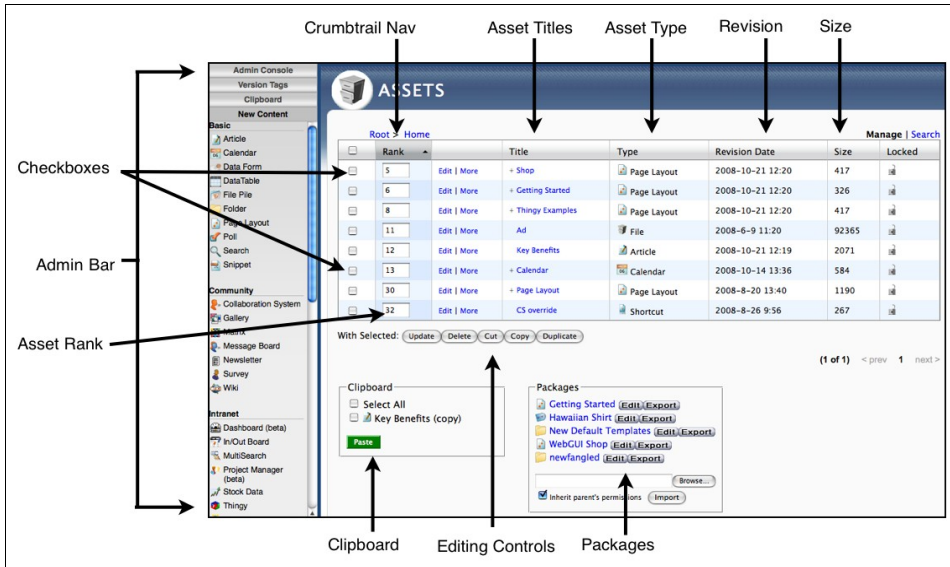 Crumbtrail Nav
Asset Titles
Asset Type
Revision
Size
Checkboxes
Admin Bar
Asset Rank
Admin Console
Version Tags
Clipboard
New Content
Basic
Article
Calendar
Data Form
DataTable
File Pile
Folder
Page Layout
Poll
Search
Snippet
Community
Collaboration System
Gallery
Matrix
Message Board
Newsletter
Survey
Wiki
Intranet
Dashboard (beta)
In/Out Board
MultiSearch
Project Manager
(beta)
Stock Data
Thingy
ASSETS
Root > Home
Manage | Search
Rank Title Type Revision Date Size Locked
5 Edit | More + Shop Page Layout 2008-10-21 12:20 417
6 Edit | More + Getting Started Page Layout 2008-10-21 12:20 326
8 Edit | More + Thingy Examples Page Layout 2008-10-21 12:20 417
11 Edit | More Ad File 2008-6-9 11:20 92365
12 Edit | More Key Benefits Article 2008-10-21 12:19 2071
13 Edit | More + Calendar Calendar 2008-10-14 13:36 584
30 Edit | More + Page Layout Page Layout 2008-8-20 13:40 1190
32 Edit | More CS override Shortcut 2008-8-26 9:56 267
With Selected: Update Delete Cut Copy Duplicate
(1 of 1) < prev 1 next >
Clipboard
Select All
Key Benefits (copy)
Paste
Packages
Getting Started Edit Export
Hawaiian Shirt Edit Export
New Default Templates Edit Export
WebGUI Shop Edit Export
newfangled Edit Export
Browse...
Inherit parent's permissions Import
Clipboard
Editing Controls
Packages